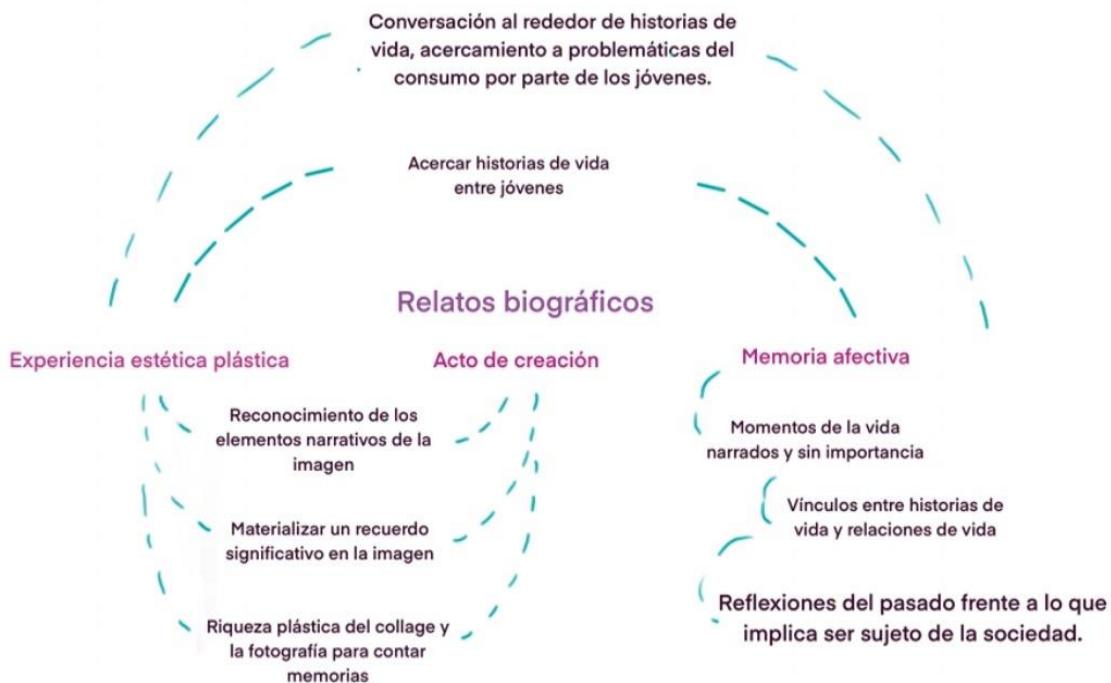 Conversación al rededor de historias de
vida, acercamiento a problemáticas del
consumo por parte de los jóvenes.
Acercar historias de vida
entre jóvenes
Relatos biográficos
Experiencia estética plástica
Acto de creación
Memoria afectiva
Reconocimiento de los
elementos narrativos de la
imagen
Materializar un recuerdo
significativo en la imagen
Riqueza plástica del collage y
la fotografía para contar
memorias
Momentos de la vida
narrados y sin importancia
Vínculos entre historias de
vida y relaciones de vida
Reflexiones del pasado frente a lo que
implica ser sujeto de la sociedad.